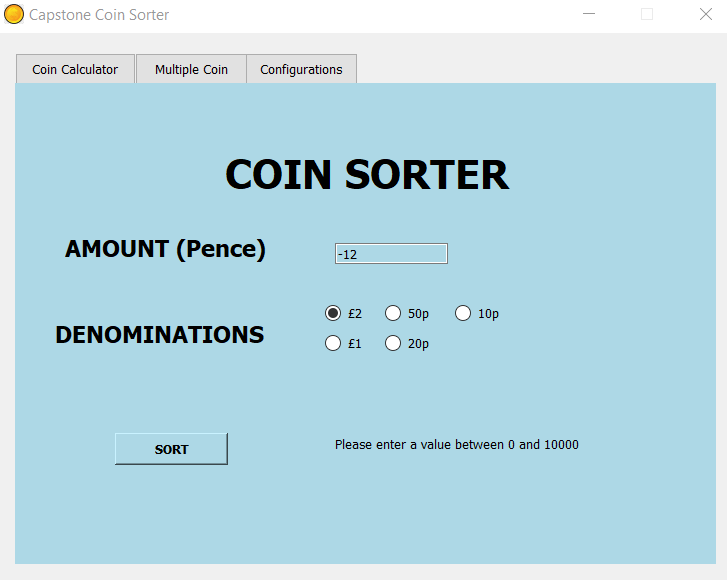 Capstone Coin Sorter
Coin Calculator Multiple Coin Configurations
COIN SORTER
AMOUNT (Pence) -12
£2 50p 10p
DENOMINATIONS
£1 20p
SORT Please enter a value between 0 and 10000